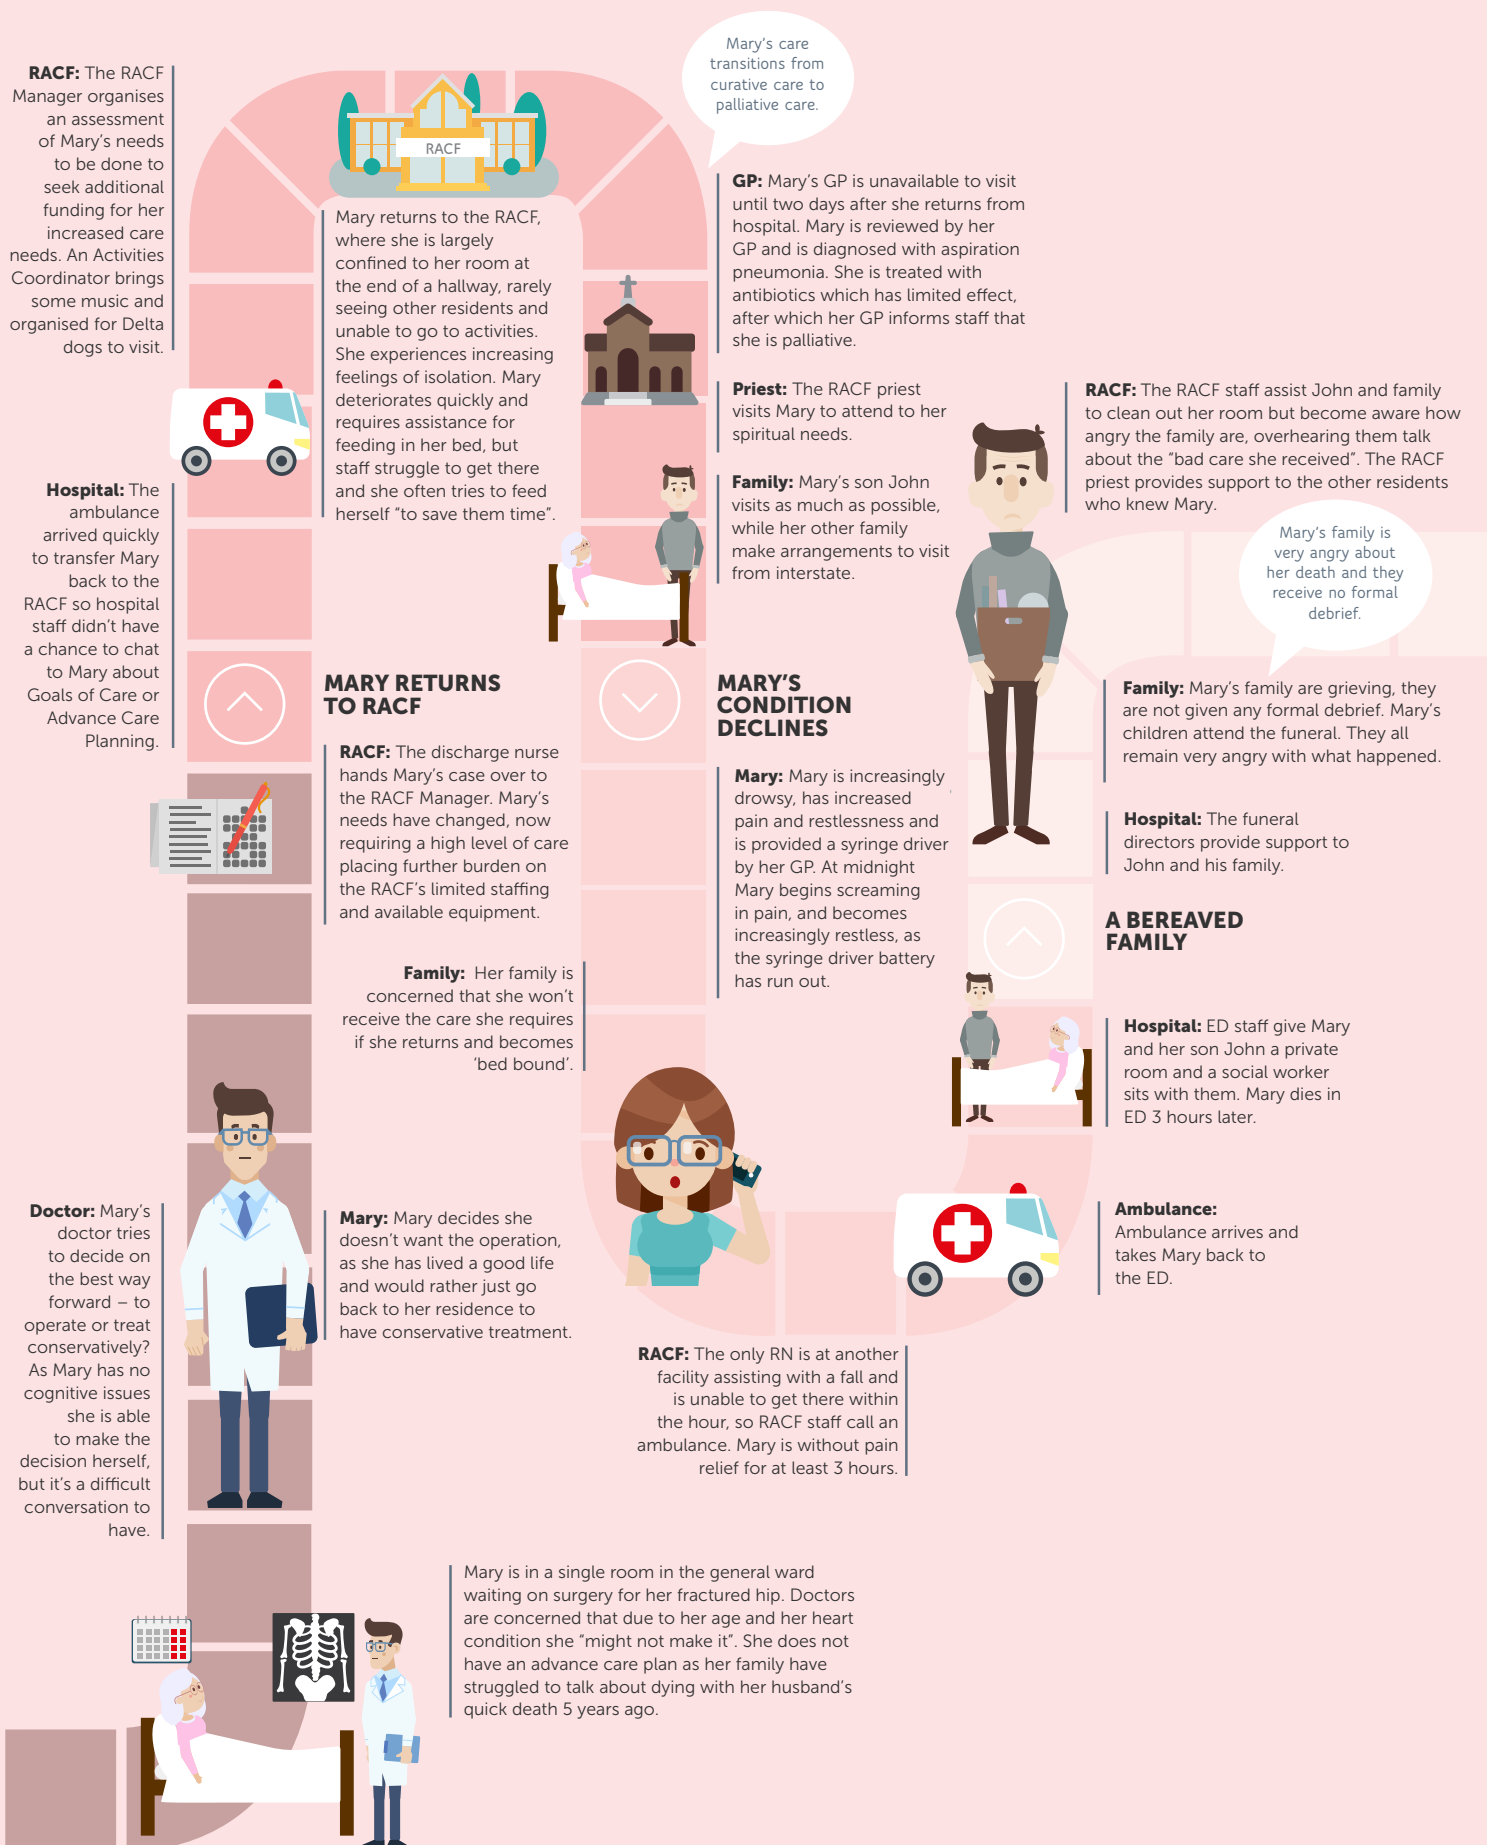 Mary's care
transitions from
curative care to
palliative care.
RACF: The RACF
Manager organises
an assessment
of Mary's needs
to be done to
seek additional
funding for her
increased care
needs. An Activities
Coordinator brings
some music and
organised for Delta
dogs to visit.
RACF
Mary returns to the RACF,
where she is largely
confined to her room at
the end of a hallway, rarely
seeing other residents and
unable to go to activities.
She experiences increasing
feelings of isolation. Mary
deteriorates quickly and
requires assistance for
feeding in her bed, but
staff struggle to get there
and she often tries to feed
herself "to save them time".
GP: Mary's GP is unavailable to visit
until two days after she returns from
hospital. Mary is reviewed by her
GP and is diagnosed with aspiration
pneumonia. She is treated with
antibiotics which has limited effect,
after which her GP informs staff that
she is palliative.
Priest: The RACF priest
visits Mary to attend to her
spiritual needs.
Family: Mary's son John
visits as much as possible,
while her other family
make arrangements to visit
from interstate.
RACF: The RACF staff assist John and family
to clean out her room but become aware how
angry the family are, overhearing them talk
about the "bad care she received". The RACF
priest provides support to the other residents
who knew Mary.
Mary's family is
very angry about
her death and they
receive no formal
debrief.
Hospital: The
ambulance
arrived quickly
to transfer Mary
back to the
RACF so hospital
staff didn't have
a chance to chat
to Mary about
Goals of Care or
Advance Care
Planning.
MARY RETURNS
TO RACF
RACF: The discharge nurse
hands Mary's case over to
the RACF Manager. Mary's
needs have changed, now
requiring a high level of care
placing further burden on
the RACF's limited staffing
and available equipment.
Family: Her family is
concerned that she won't
receive the care she requires
if she returns and becomes
'bed bound'.
MARY'S
CONDITION
DECLINES
Mary: Mary is increasingly
drowsy, has increased
pain and restlessness and
is provided a syringe driver
by her GP. At midnight
Mary begins screaming
in pain, and becomes
increasingly restless, as
the syringe driver battery
has run out.
Family: Mary's family are grieving, they
are not given any formal debrief. Mary's
children attend the funeral. They all
remain very angry with what happened.
Hospital: The funeral
directors provide support to
John and his family.
A BEREAVED
FAMILY
Hospital: ED staff give Mary
and her son John a private
room and a social worker
sits with them. Mary dies in
ED 3 hours later.
Ambulance:
Ambulance arrives and
takes Mary back to
the ED.
Doctor: Mary's
doctor tries
to decide on
the best way
forward – to
operate or treat
conservatively?
As Mary has no
cognitive issues
she is able
to make the
decision herself,
but it's a difficult
conversation to
have.
Mary: Mary decides she
doesn't want the operation,
as she has lived a good life
and would rather just go
back to her residence to
have conservative treatment.
RACF: The only RN is at another
facility assisting with a fall and
is unable to get there within
the hour, so RACF staff call an
ambulance. Mary is without pain
relief for at least 3 hours.
Mary is in a single room in the general ward
waiting on surgery for her fractured hip. Doctors
are concerned that due to her age and her heart
condition she "might not make it". She does not
have an advance care plan as her family have
struggled to talk about dying with her husband's
quick death 5 years ago.